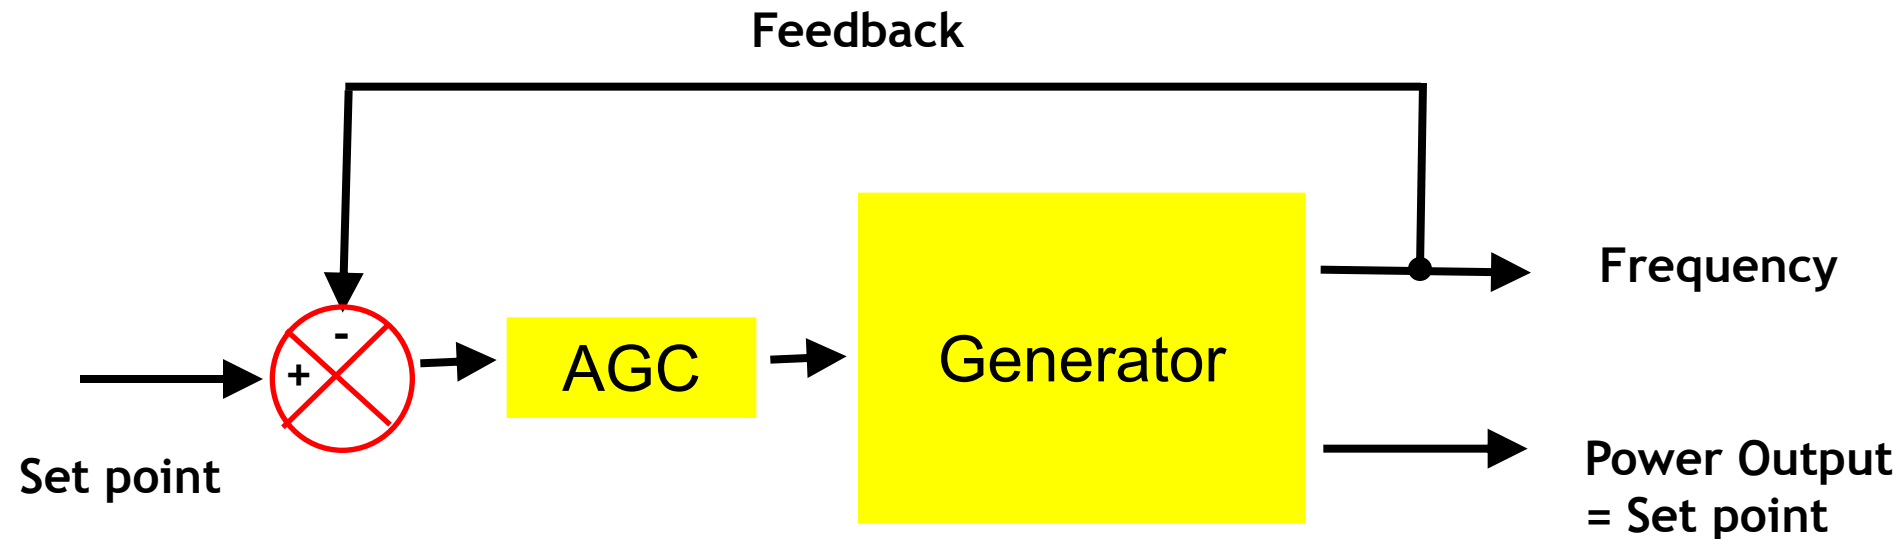 Feedback
Frequency
-
+
AGC
Generator
Set point
Power Output
= Set point